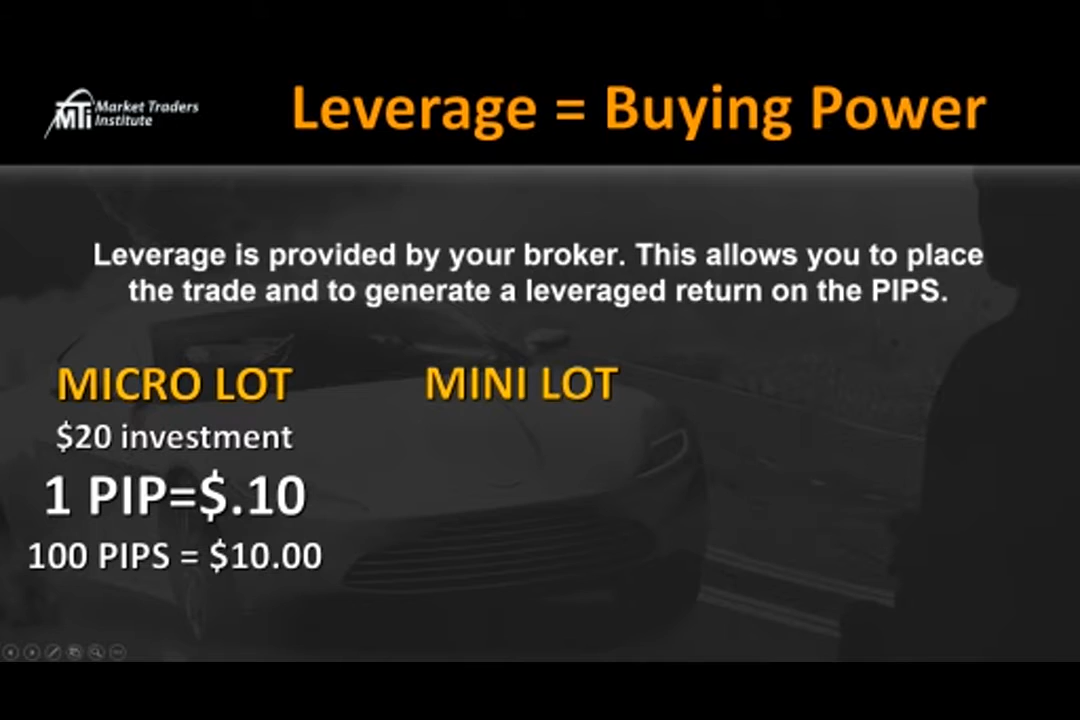 MTI Market Traders
Institute
Leverage = Buying Power
Leverage is provided by your broker. This allows you to place
the trade and to generate a leveraged return on the PIPS.
MICRO LOT
$20 investment
1 PIP=$.10
100 PIPS = $10.00
MINI LOT